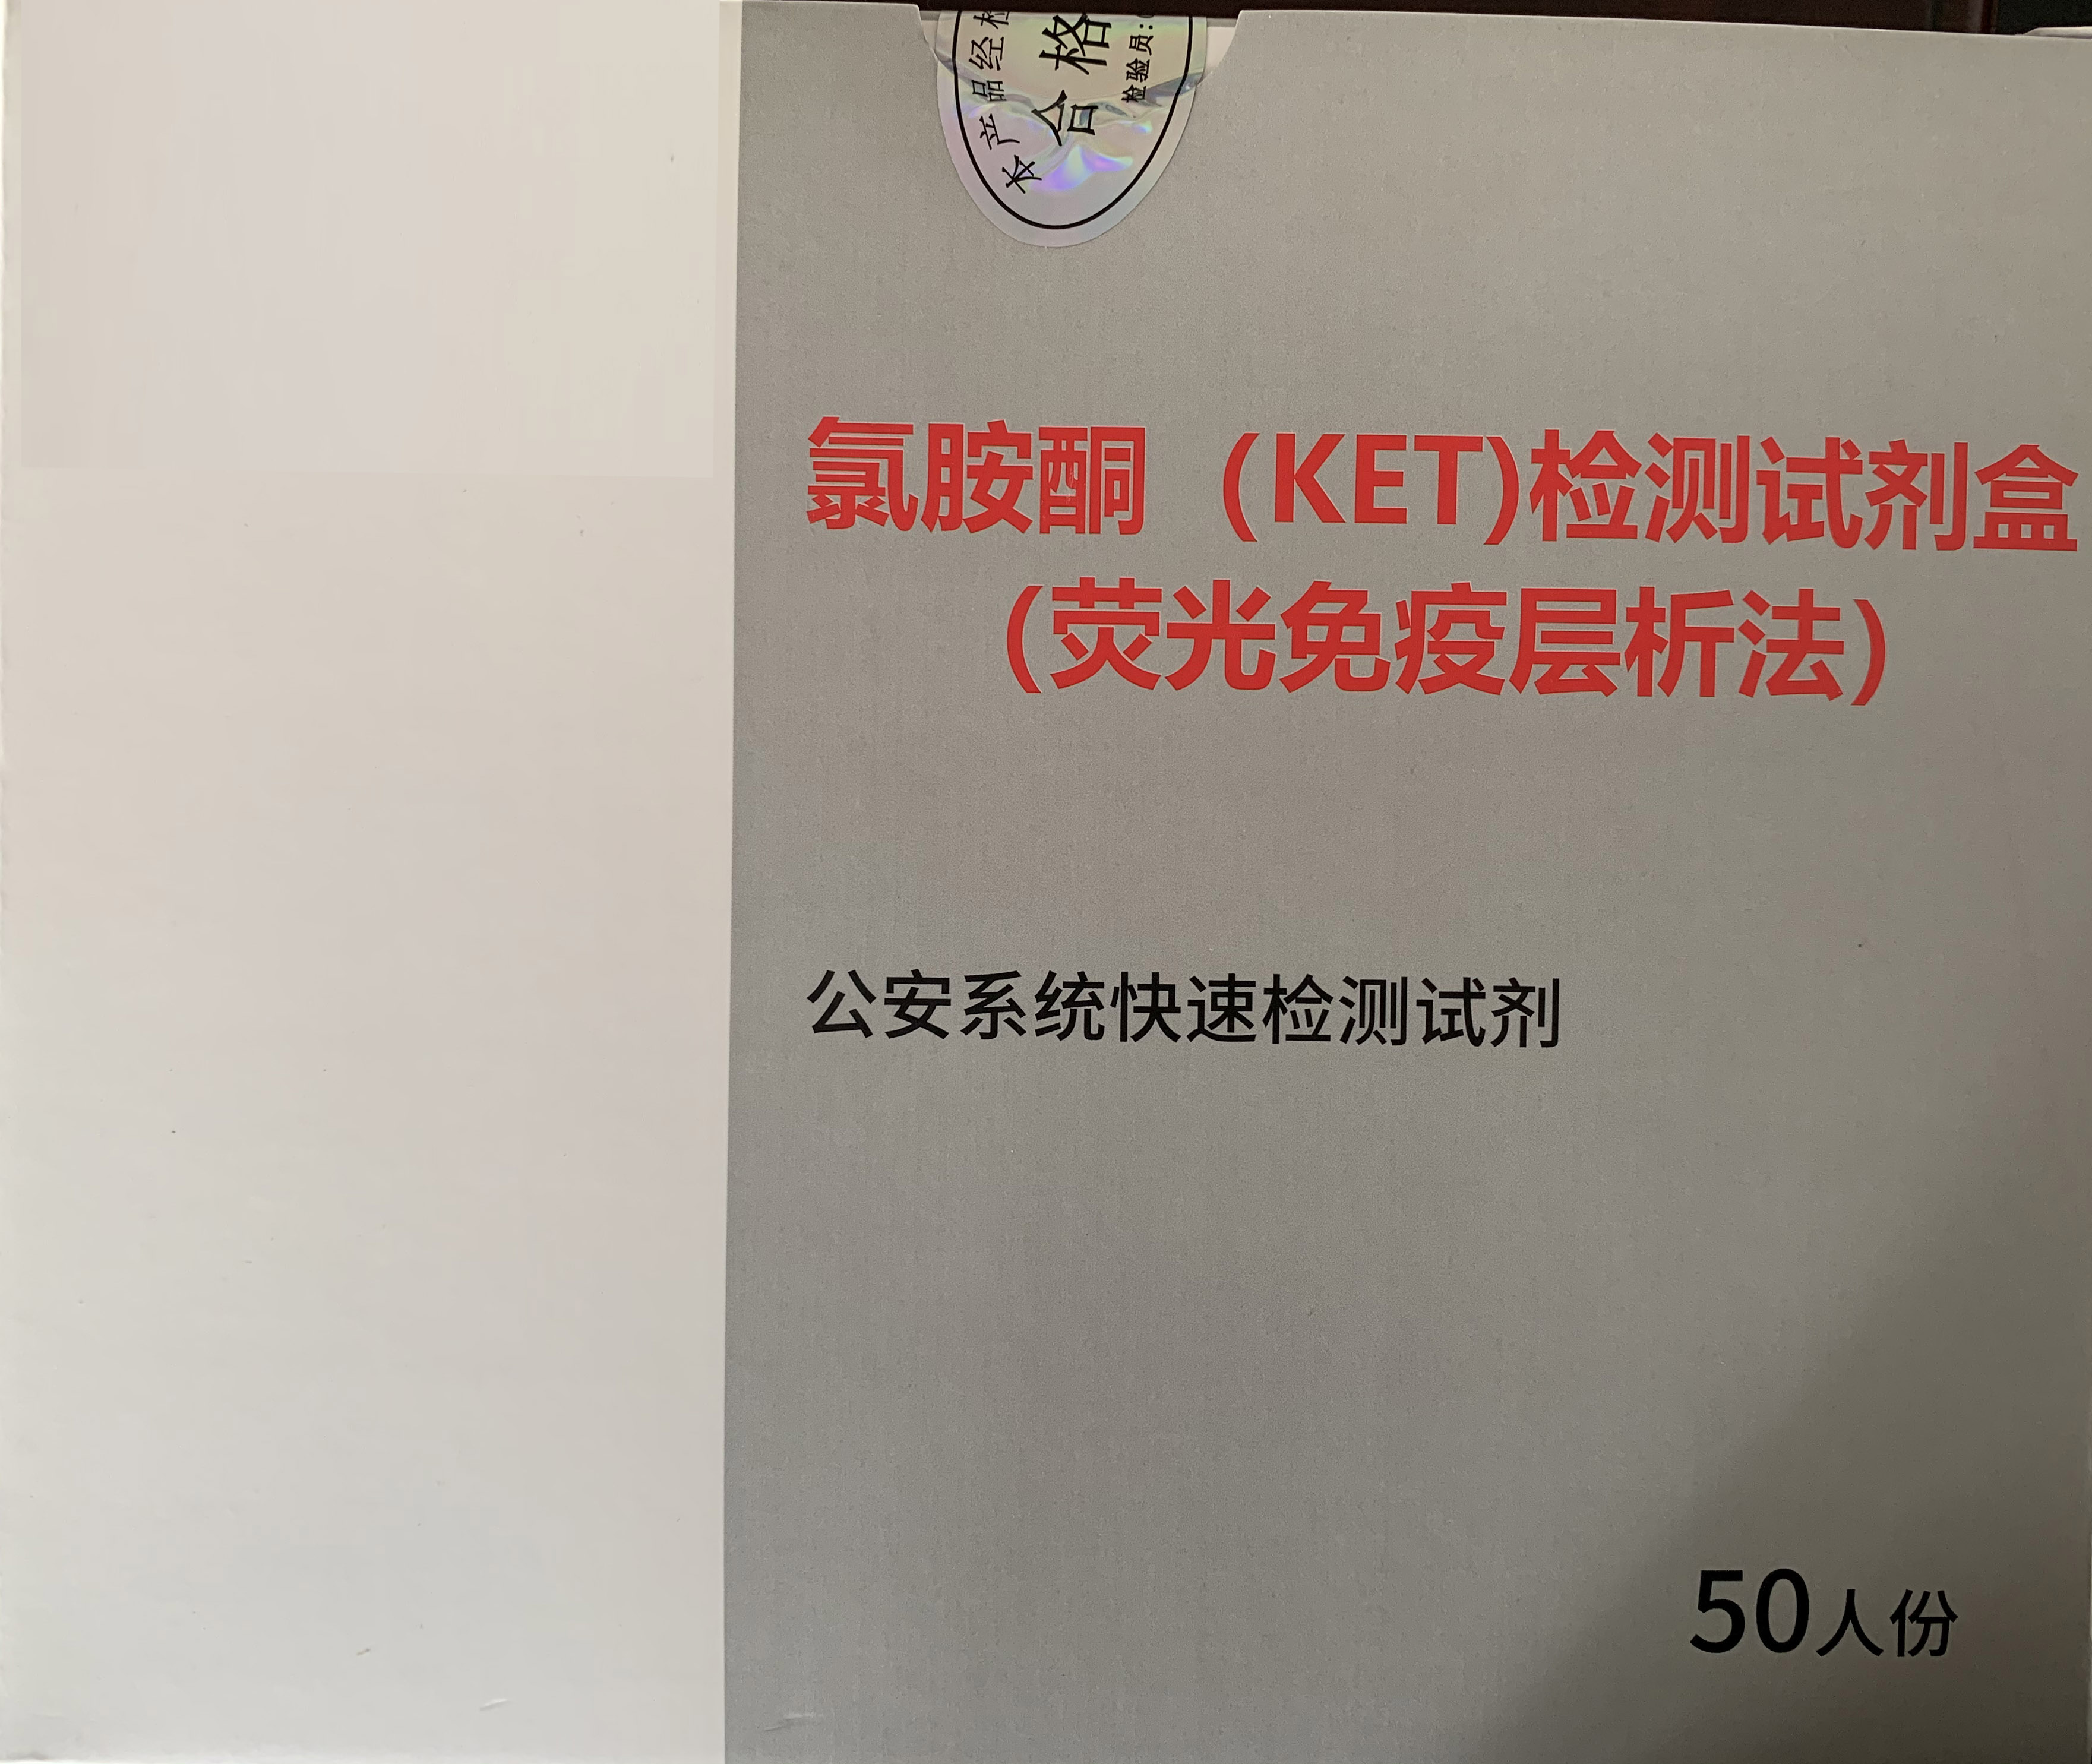 本产品经检
合格
检验员:
氯胺酮 (KET)检测试剂盒
(荧光免疫层析法)
公安系统快速检测试剂
50人份